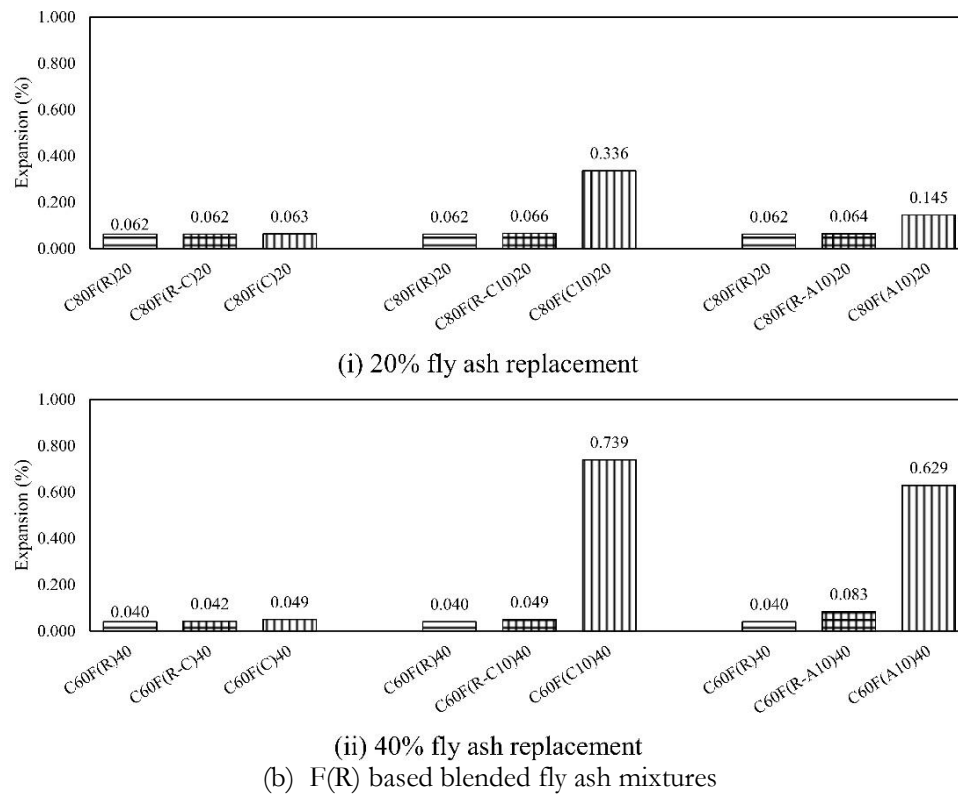 1.000
0.800
0.600
0.400
0.200
0.000
Expansion (%)
0.062
0.062
0.063
0.062
0.066
0.336
0.062
0.064
0.145
C80F(R)20
C80F(R-C)20
C80F(C)20
C80F(R)20
C80F(R-C10)20
C80F(C10)20
C80F(R)20
C80F(R-A10)20
C80F(A10)20
(i) 20% fly ash replacement
1.000
0.800
0.600
0.400
0.200
0.000
Expansion (%)
0.040
0.042
0.049
0.040
0.049
0.739
0.040
0.083
0.629
C60F(R)40
C60F(R-C)40
C60F(C)40
C60F(R)40
C60F(R-C10)40
C60F(C10)40
C60F(R)40
C60F(R-A10)40
C60F(A10)40
(ii) 40% fly ash replacement
(b) F(R) based blended fly ash mixtures